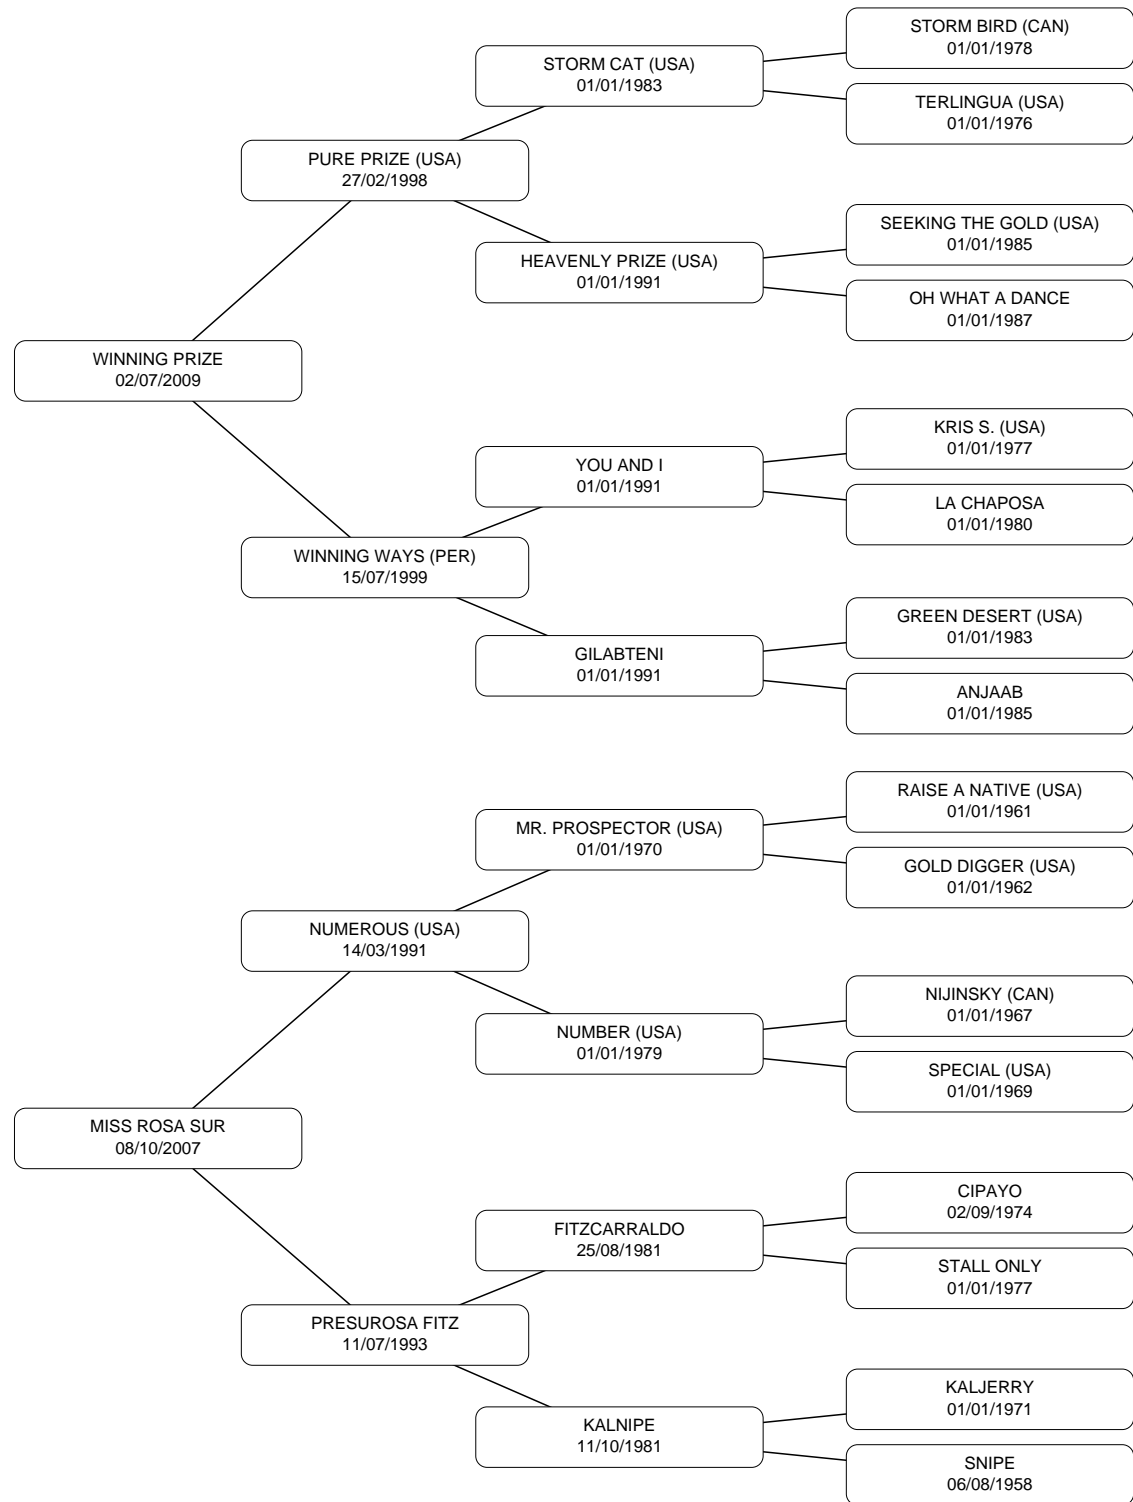 STORM BIRD (CAN)
01/01/1978
STORM CAT (USA)
01/01/1983
TERLINGUA (USA)
01/01/1976
PURE PRIZE (USA)
27/02/1998
SEEKING THE GOLD (USA)
01/01/1985
HEAVENLY PRIZE (USA)
01/01/1991
OH WHAT A DANCE
01/01/1987
WINNING PRIZE
02/07/2009
KRIS S. (USA)
01/01/1977
YOU AND I
01/01/1991
LA CHAPOSA
01/01/1980
WINNING WAYS (PER)
15/07/1999
GREEN DESERT (USA)
01/01/1983
GILABTENI
01/01/1991
ANJAAB
01/01/1985
RAISE A NATIVE (USA)
01/01/1961
MR. PROSPECTOR (USA)
01/01/1970
GOLD DIGGER (USA)
01/01/1962
NUMEROUS (USA)
14/03/1991
NIJINSKY (CAN)
01/01/1967
NUMBER (USA)
01/01/1979
SPECIAL (USA)
01/01/1969
MISS ROSA SUR
08/10/2007
CIPAYO
02/09/1974
FITZCARRALDO
25/08/1981
STALL ONLY
01/01/1977
PRESUROSA FITZ
11/07/1993
KALJERRY
01/01/1971
KALNIPE
11/10/1981
SNIPE
06/08/1958